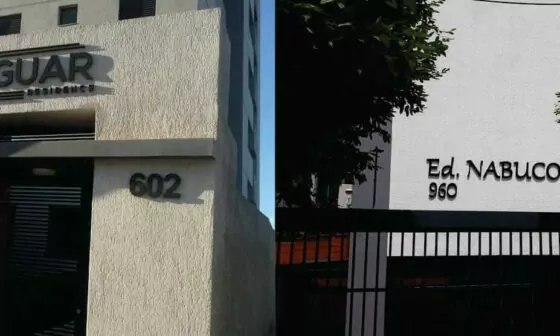 GUAR
RESIDENCE
602
Ed. NABUCO
960